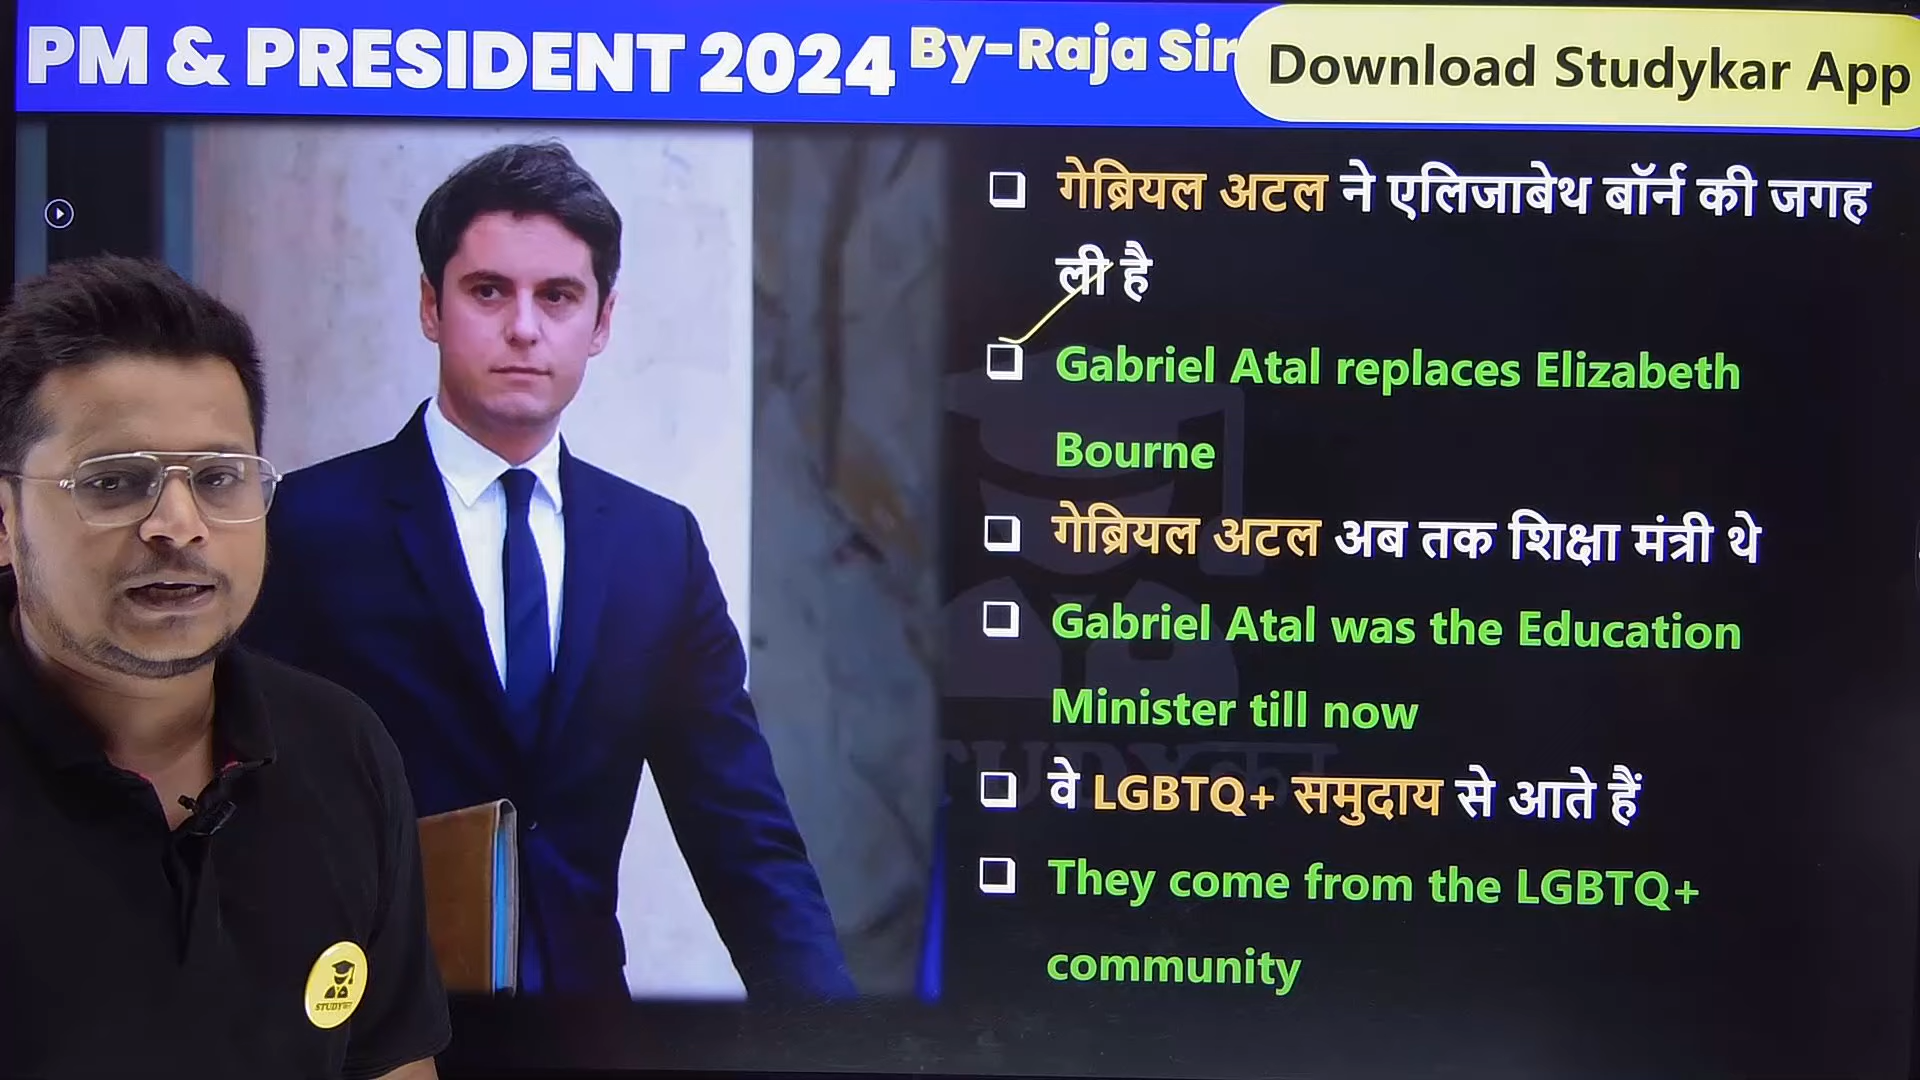 PM & PRESIDENT 2024 By-Raja Sir
Download Studykar App
गेब्रियल अटल ने एलिजाबेथ बॉर्न की जगह
ली है
Gabriel Atal replaces Elizabeth
Bourne
गेब्रियल अटल अब तक शिक्षा मंत्री थे
Gabriel Atal was the Education
Minister till now
वे LGBTQ+ समुदाय से आते हैं
They come from the LGBTQ+
community
STUDYकर
STUDYकर